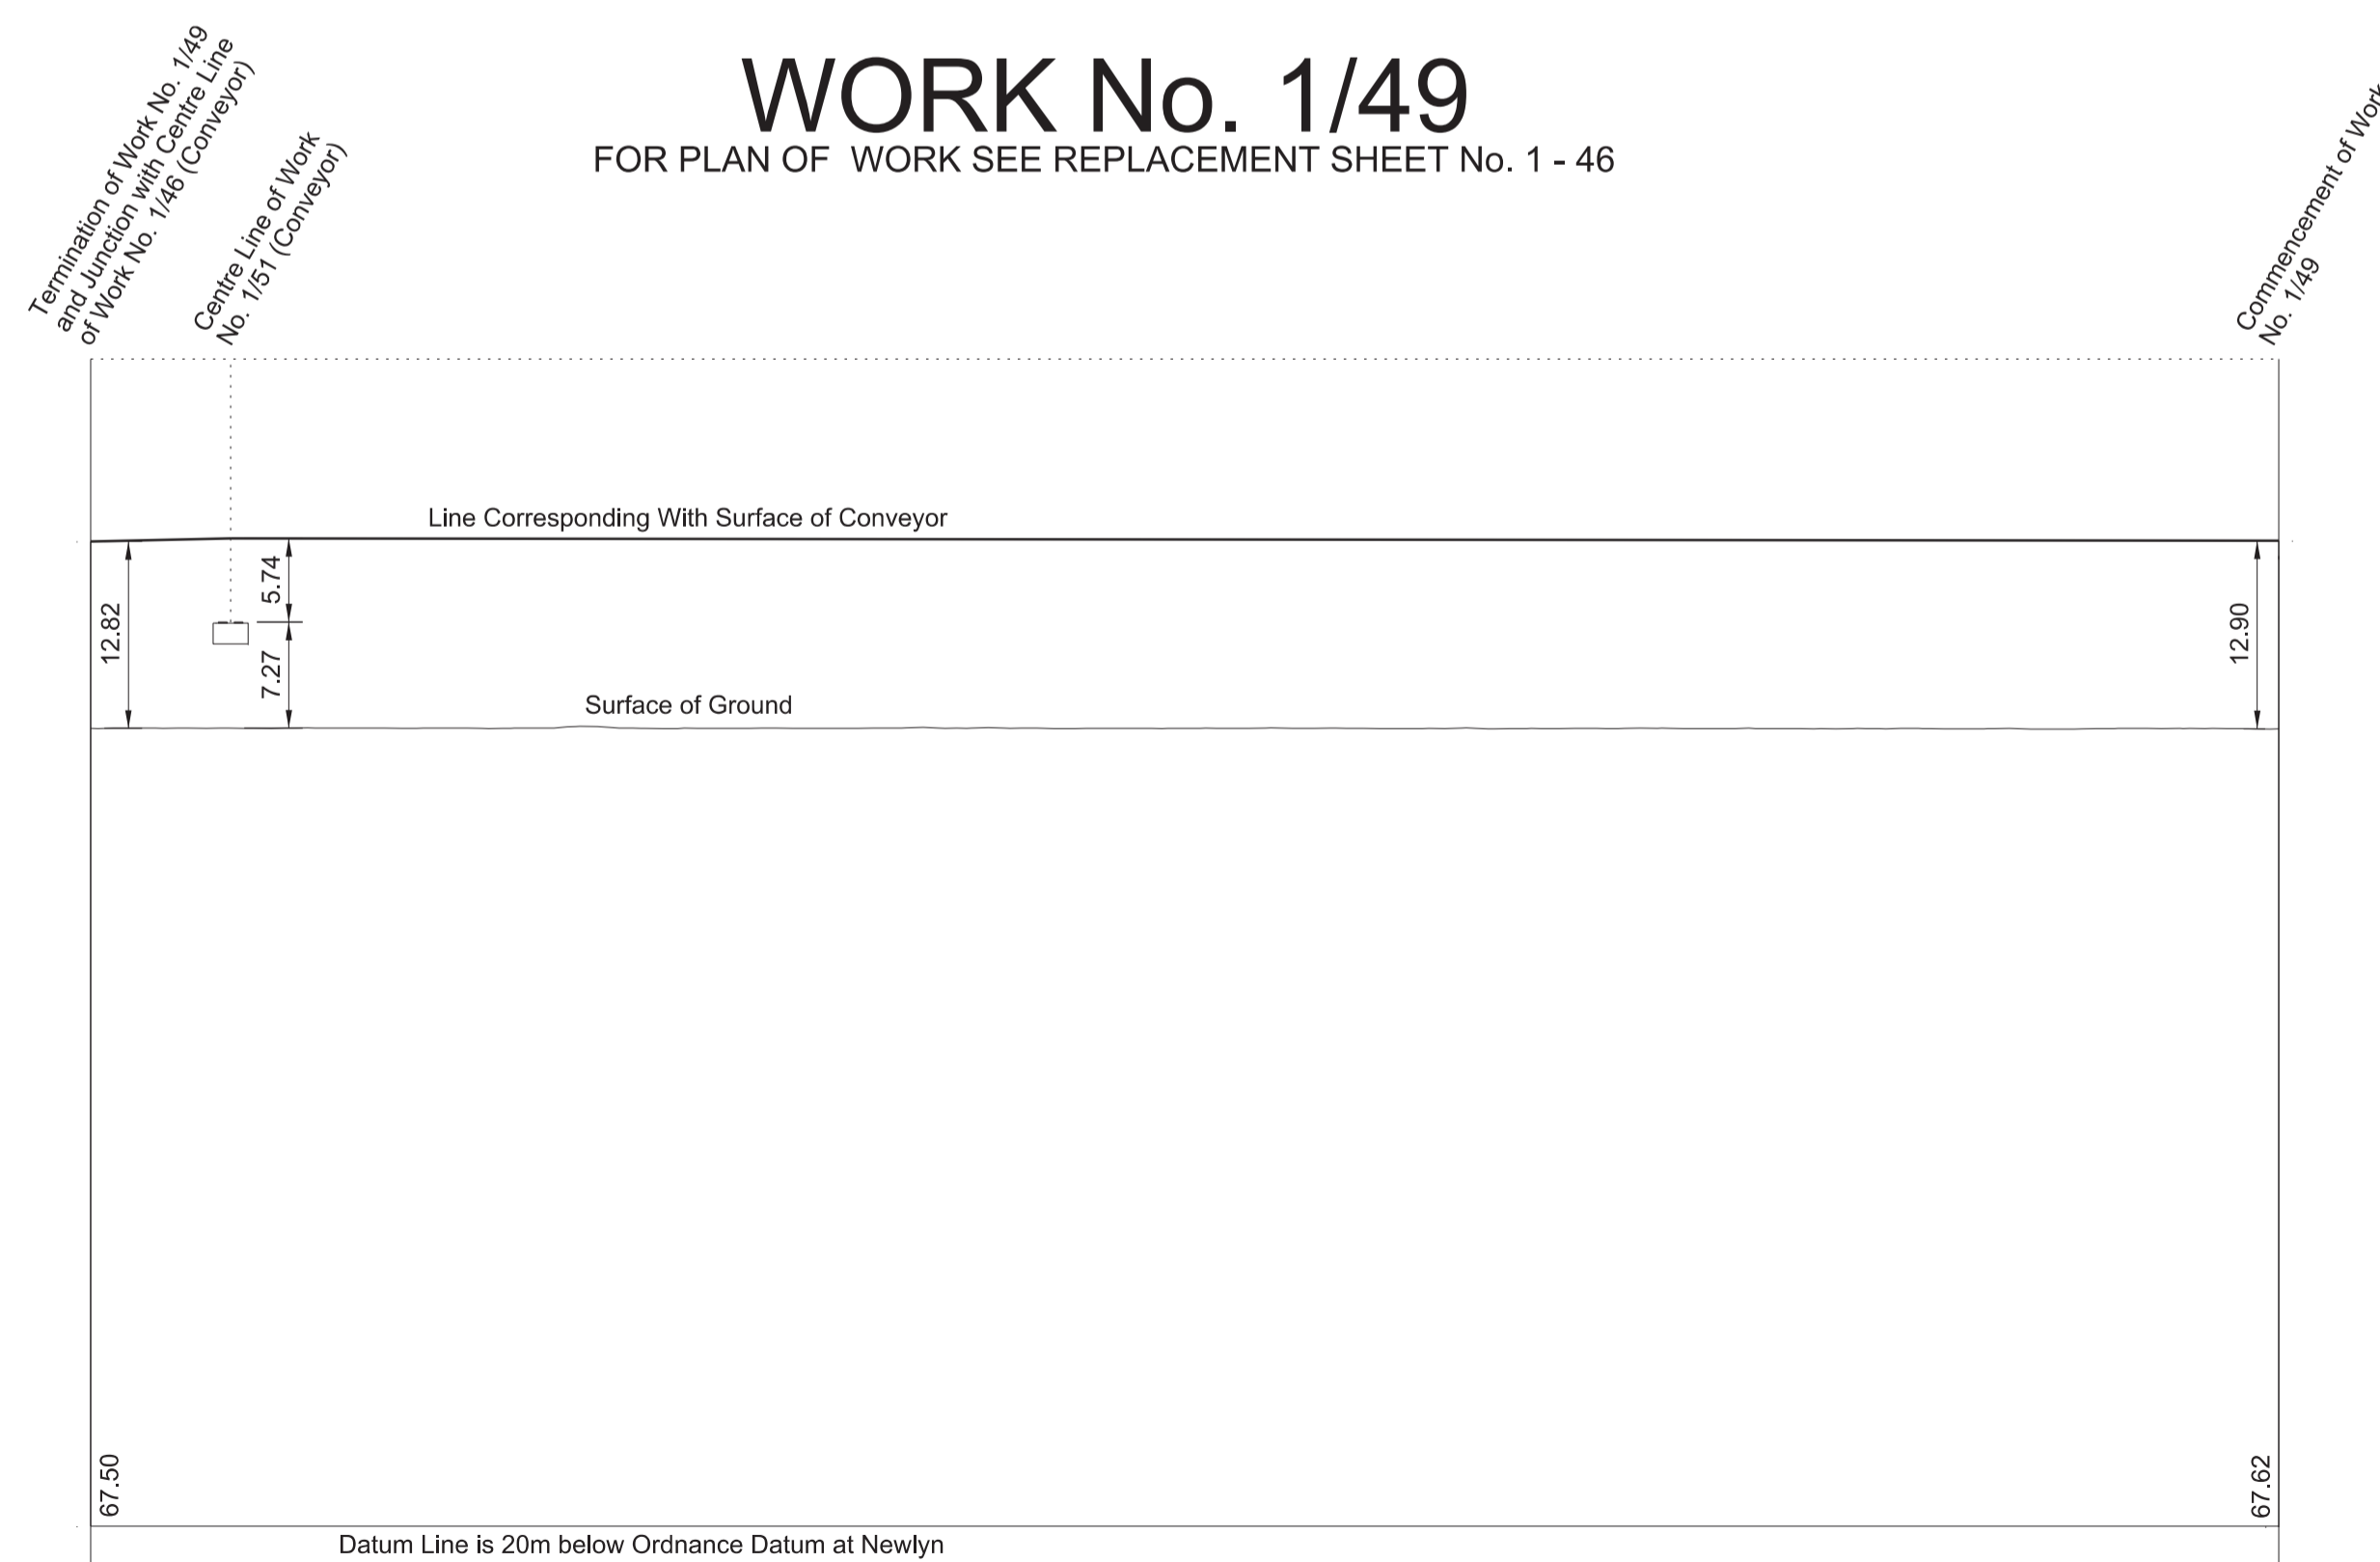 WORK No. 1/49
FOR PLAN OF WORK SEE REPLACEMENT SHEET No. 1 - 46
Termination of Work No. 1/49
and Junction with Centre Line
of Work No. 1/46 (Conveyor)
Centre Line of Work
No. 1/51 (Conveyor)
Commencement of Work
No. 1/49
Line Corresponding With Surface of Conveyor
12.82
5.74
7.27
12.90
Surface of Ground
67.50
67.62
Datum Line is 20m below Ordnance Datum at Newlyn